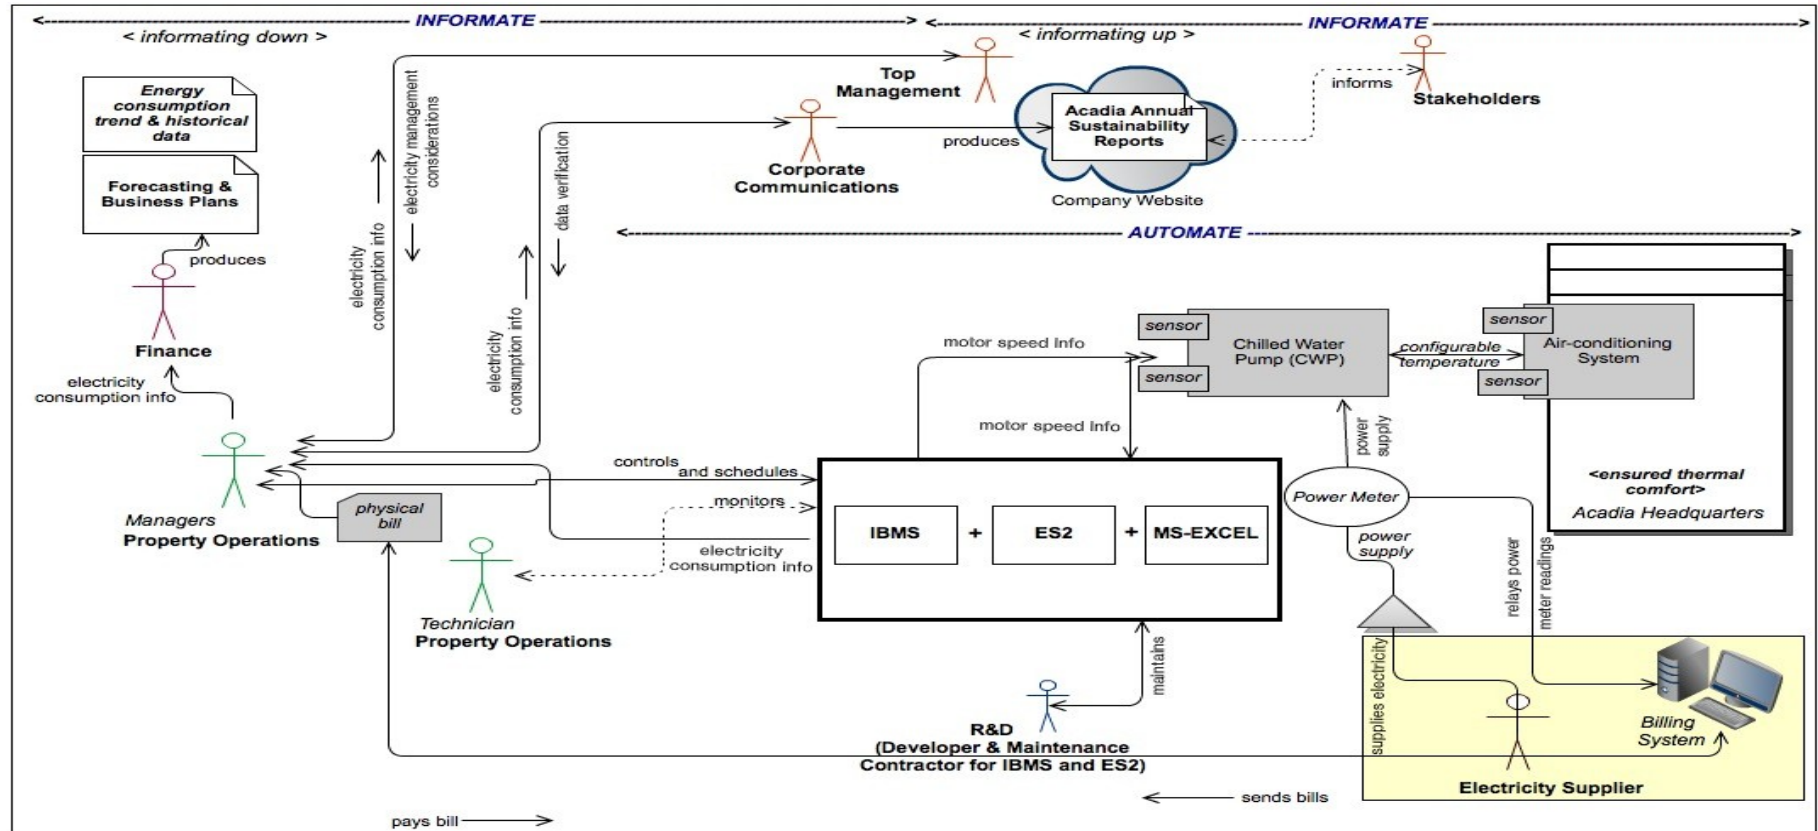 INFORMATE
INFORMATE
< informating down >
< informating up >
Energy
consumption
trend & historical
data
Forecasting &
Business Plans
produces
Finance
electricity
consumption info
electricity
consumption info
electricity management
considerations
electricity
consumption info
data verification
Top
Management
Corporate
Communications
produces
Acadia Annual
Sustainability
Reports
Company Website
informs
Stakeholders
AUTOMATE
motor speed Info
motor speed Info
sensor
sensor
Chilled Water
Pump (CWP)
configurable
temperature
sensor
sensor
Air-conditioning
System
power
supply
Power Meter
power
supply
<ensured thermal
comfort>
Acadia Headquarters
controls
and schedules
monitors
electricity
consumption info
Managers
Property Operations
physical
bill
Technician
Property Operations
IBMS
+
ES2
+
MS-EXCEL
maintains
R&D
(Developer & Maintenance
Contractor for IBMS and ES2)
relays power
meter readings
supplies electricity
Billing
System
Electricity Supplier
sends bills
pays bill